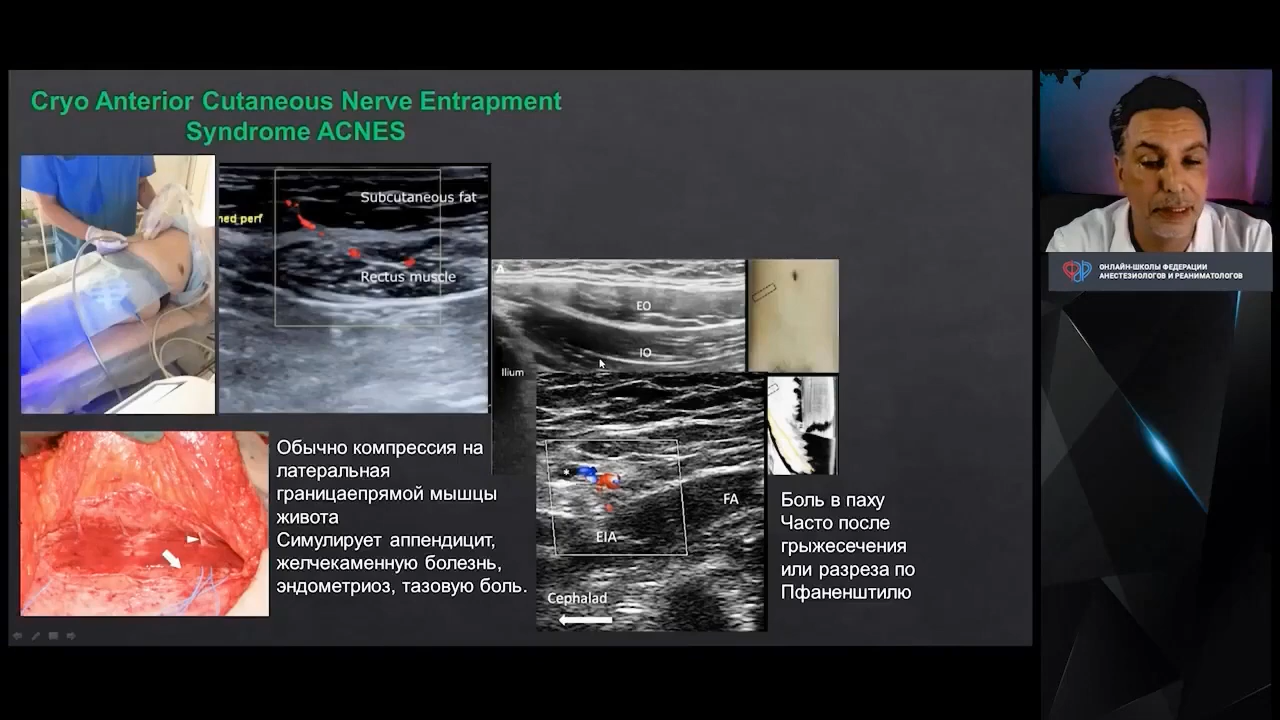 Cryo Anterior Cutaneous Nerve Entrapment
Syndrome ACNES
Subcutaneous fat
ned perf
Rectus muscle
A
EO
IO
Ilium
FA
EIA
Cephalad
Обычно компрессия на
латеральная
границаепрямой мышцы
живота
Симулирует аппендицит,
желчекаменную болезнь,
эндометриоз, тазовую боль.
Боль в паху
Часто после
грыжесечения
или разреза по
Пфаненштилю
ОНЛАЙН-ШКОЛЫ ФЕДЕРАЦИИ
АНЕСТЕЗИОЛОГОВ И РЕАНИМАТОЛОГОВ